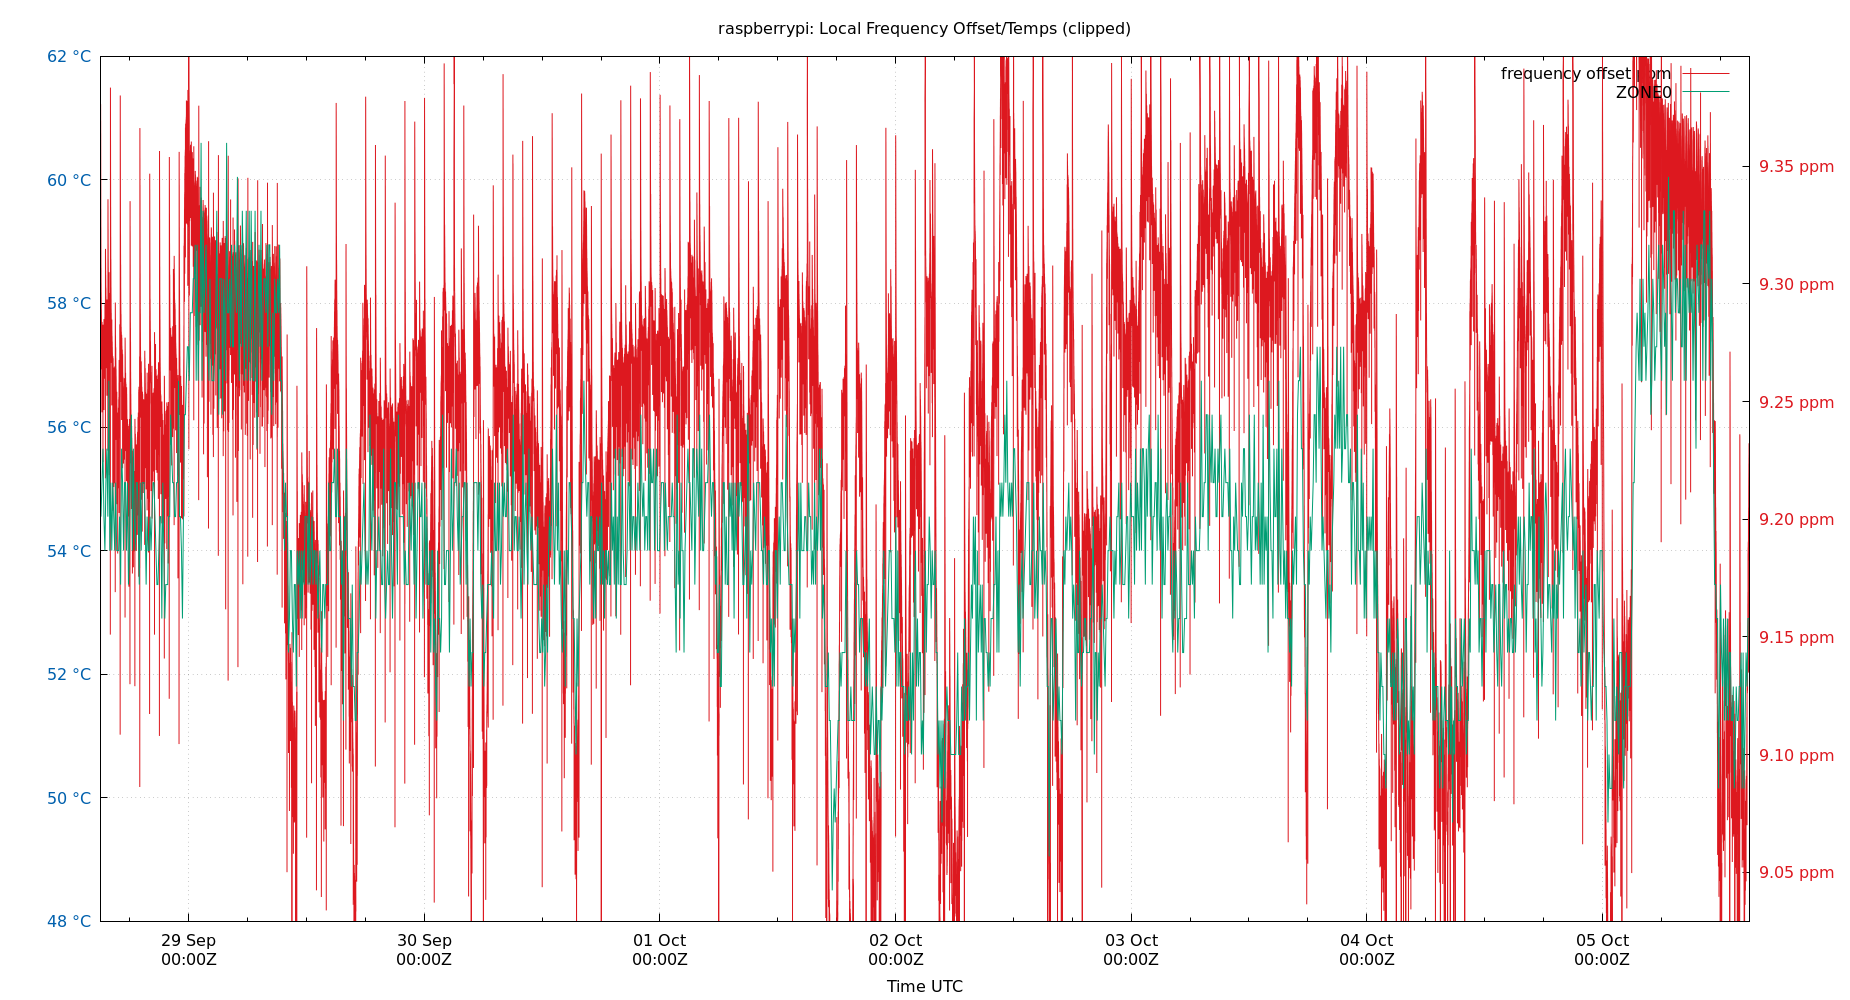 raspberrypi: Local Frequency Offset/Temps (clipped)
62 °C
60 °C
58 °C
56 °C
54 °C
52 °C
50 °C
48 °C
frequency offset ppm
ZONE0
9.35 ppm
9.30 ppm
9.25 ppm
9.20 ppm
9.15 ppm
9.10 ppm
9.05 ppm
29 Sep
00:00Z
30 Sep
00:00Z
01 Oct
00:00Z
02 Oct
00:00Z
03 Oct
00:00Z
04 Oct
00:00Z
05 Oct
00:00Z
Time UTC